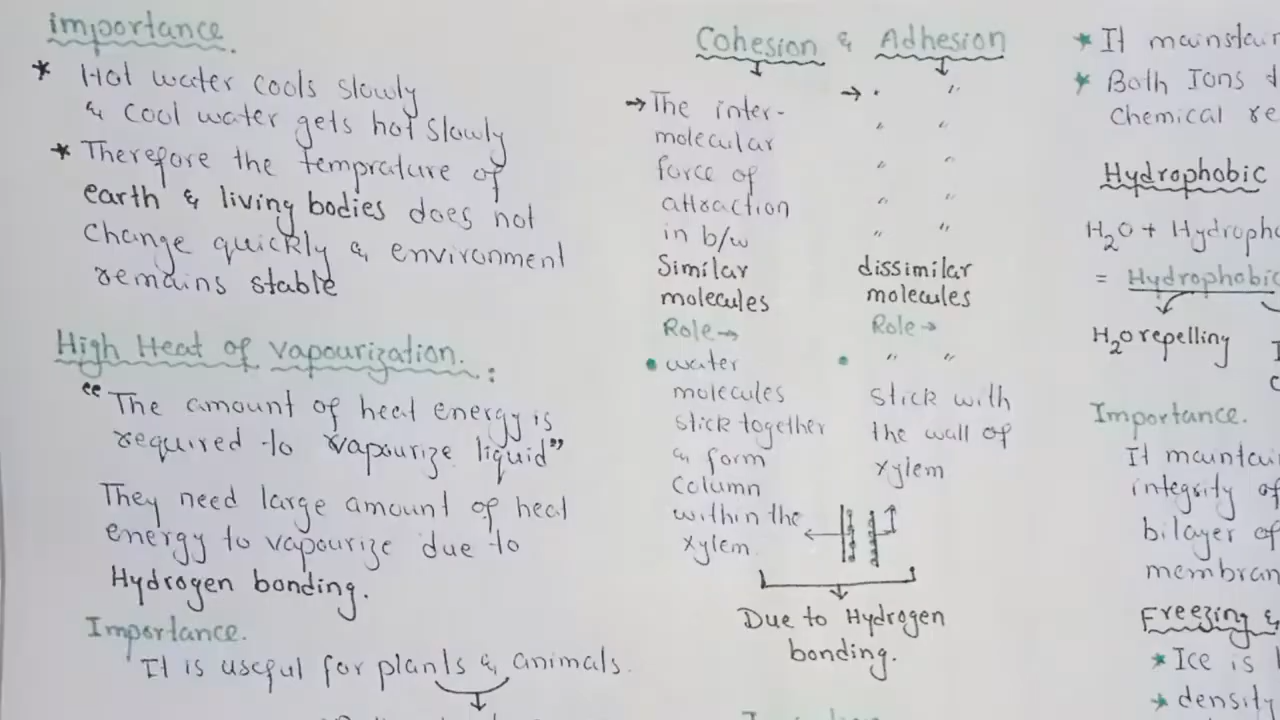 importance.
* Hot water cools slowly
& cool water gets hot slowly
* Therefore the temprature of
earth & living bodies does not
change quickly & environment
remains stable
High Heat of vapourization. :
"The amount of heat energy is
required to vapourize liquid"
They need large amount of heat
energy to vapourize due to
Hydrogen bonding.
Importance.
It is useful for plants & animals.
Cohesion & Adhesion
→ The inter-
molecular
force of
attraction
in b/w
Similar
molecules
Role →
• water
molecules
stick together
& form
column
within the
xylem
→ " "
" "
" "
" "
" "
dissimilar
molecules
Role →
• " "
stick with
the wall of
xylem
Due to Hydrogen
bonding.
* It
* Both Ions
chemical
Hydrophobic
H₂O +
= Hydrophobic
H₂O repelling
Importance.
It
integrity of
bilayer of
Freezing &
* Ice is
* density